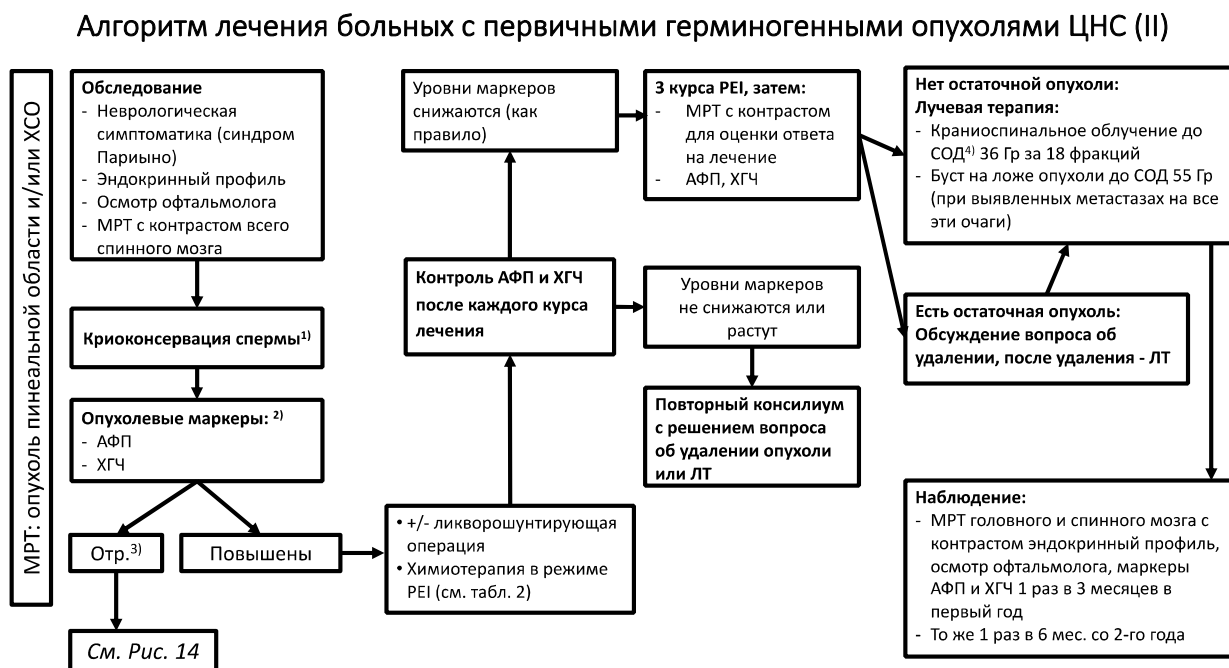 Алгоритм лечения больных с первичными герминогенными опухолями ЦНС (II)
МРТ: опухоль пинеальной области и/или ХСО
Обследование
- Неврологическая
симптоматика (синдром
Париыно)
- Эндокринный профиль
- Осмотр офтальмолога
- МРТ с контрастом всего
спинного мозга
Криоконсервация спермы1)
Опухолевые маркеры: 2)
- АФП
- ХГЧ
Отр.3)
Повышены
См. Рис. 14
• +/- ликворошунтирующая
операция
• Химиотерапия в режиме
PEI (см. табл. 2)
Контроль АФП и ХГЧ
после каждого курса
лечения
Уровни маркеров
снижаются (как
правило)
3 курса PEI, затем:
- МРТ с контрастом
для оценки ответа
на лечение
- АФП, ХГЧ
Уровни маркеров
не снижаются или
растут
Повторный консилиум
с решением вопроса
об удалении опухоли
или ЛТ
Нет остаточной опухоли:
Лучевая терапия:
- Краниоспинальное облучение до
СОД4) 36 Гр за 18 фракций
- Буст на ложе опухоли до СОД 55 Гр
(при выявленных метастазах на все
эти очаги)
Есть остаточная опухоль:
Обсуждение вопроса об
удалении, после удаления - ЛТ
Наблюдение:
- МРТ головного и спинного мозга с
контрастом эндокринный профиль,
осмотр офтальмолога, маркеры
АФП и ХГЧ 1 раз в 3 месяцев в
первый год
- То же 1 раз в 6 мес. со 2-го года